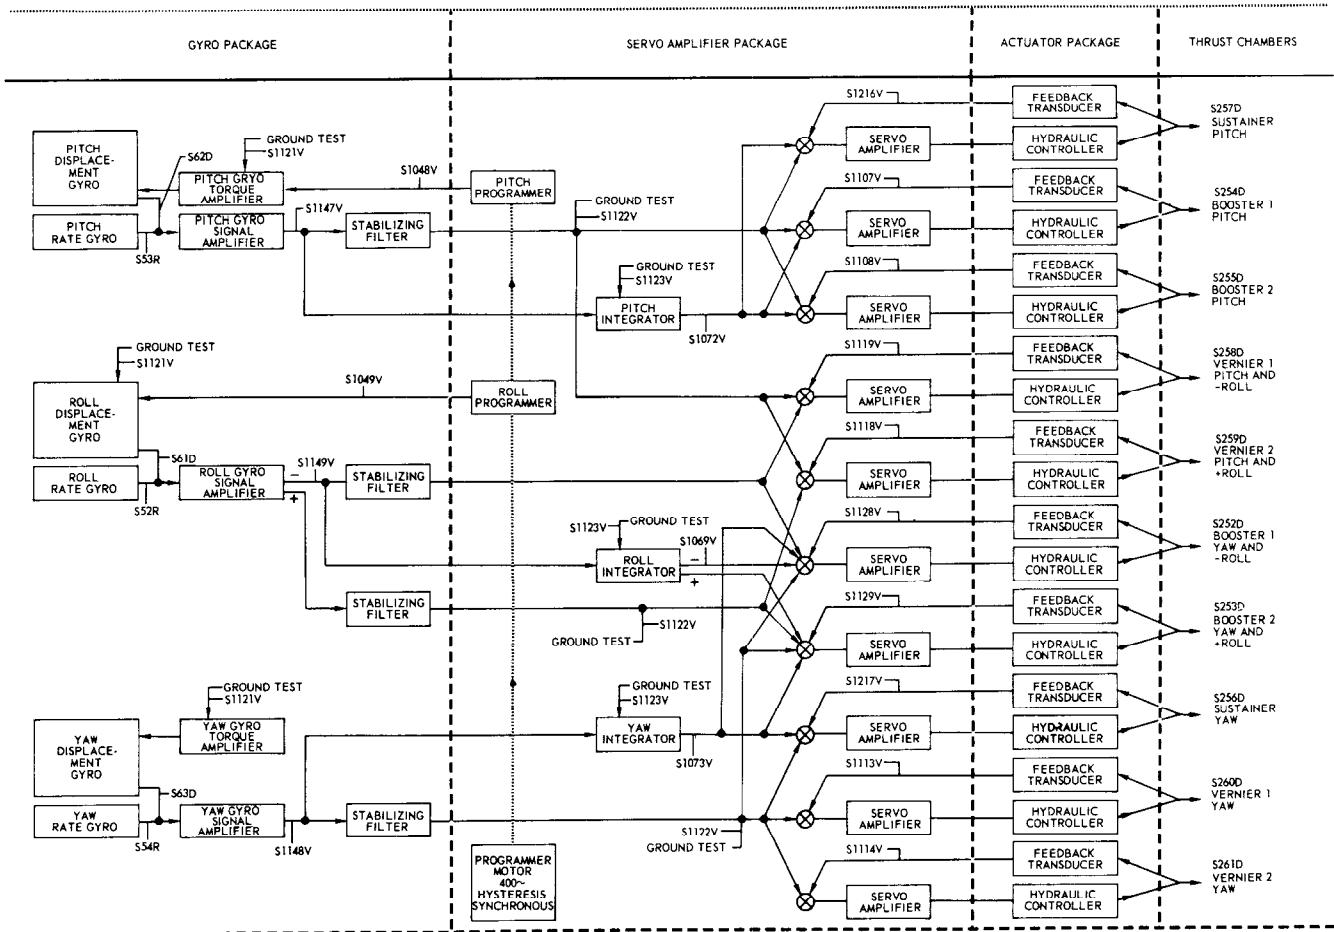 GYRO PACKAGE
SERVO AMPLIFIER PACKAGE
ACTUATOR PACKAGE
THRUST CHAMBERS
PITCH
DISPLACE-
MENT
GYRO
S62D
GROUND TEST
S1121V
PITCH GRYO
TORQUE
AMPLIFIER
S1048V
PITCH
PROGRAMMER
PITCH
RATE GYRO
S53R
PITCH GYRO
SIGNAL
AMPLIFIER
S1147V
STABILIZING
FILTER
GROUND TEST
S1122V
GROUND TEST
S1123V
PITCH
INTEGRATOR
S1072V
S1216V
SERVO
AMPLIFIER
FEEDBACK
TRANSDUCER
HYDRAULIC
CONTROLLER
S257D
SUSTAINER
PITCH
S1107V
SERVO
AMPLIFIER
FEEDBACK
TRANSDUCER
HYDRAULIC
CONTROLLER
S254D
BOOSTER 1
PITCH
S1108V
SERVO
AMPLIFIER
FEEDBACK
TRANSDUCER
HYDRAULIC
CONTROLLER
S255D
BOOSTER 2
PITCH
GROUND TEST
S1121V
ROLL
DISPLACE-
MENT
GYRO
S1049V
ROLL
PROGRAMMER
S61D
ROLL
RATE GYRO
S52R
ROLL GYRO
SIGNAL
AMPLIFIER
−
+
S1149V
STABILIZING
FILTER
S1123V
GROUND TEST
ROLL
INTEGRATOR
S1069V
−
+
STABILIZING
FILTER
S1122V
GROUND TEST
S1119V
SERVO
AMPLIFIER
FEEDBACK
TRANSDUCER
HYDRAULIC
CONTROLLER
S258D
VERNIER 1
PITCH AND
-ROLL
S1118V
SERVO
AMPLIFIER
FEEDBACK
TRANSDUCER
HYDRAULIC
CONTROLLER
S259D
VERNIER 2
PITCH AND
+ROLL
S1128V
SERVO
AMPLIFIER
FEEDBACK
TRANSDUCER
HYDRAULIC
CONTROLLER
S252D
BOOSTER 1
YAW AND
-ROLL
S1129V
SERVO
AMPLIFIER
FEEDBACK
TRANSDUCER
HYDRAULIC
CONTROLLER
S253D
BOOSTER 2
YAW AND
+ROLL
GROUND TEST
S1121V
YAW
DISPLACE-
MENT
GYRO
YAW GYRO
TORQUE
AMPLIFIER
S63D
YAW
RATE GYRO
S54R
YAW GYRO
SIGNAL
AMPLIFIER
S1148V
STABILIZING
FILTER
GROUND TEST
S1123V
YAW
INTEGRATOR
S1073V
S1122V
GROUND TEST
PROGRAMMER
MOTOR
400~
HYSTERESIS
SYNCHRONOUS
S1217V
SERVO
AMPLIFIER
FEEDBACK
TRANSDUCER
HYDRAULIC
CONTROLLER
S256D
SUSTAINER
YAW
S1113V
SERVO
AMPLIFIER
FEEDBACK
TRANSDUCER
HYDRAULIC
CONTROLLER
S260D
VERNIER 1
YAW
S1114V
SERVO
AMPLIFIER
FEEDBACK
TRANSDUCER
HYDRAULIC
CONTROLLER
S261D
VERNIER 2
YAW